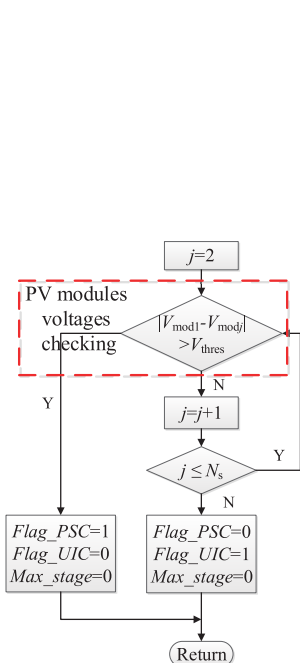 j=2
PV modules
voltages
checking
|Vmod1-Vmodj|
>Vthres
Y
N
j=j+1
j ≤ Ns
Y
N
Flag_PSC=1
Flag_UIC=0
Max_stage=0
Flag_PSC=0
Flag_UIC=1
Max_stage=0
Return